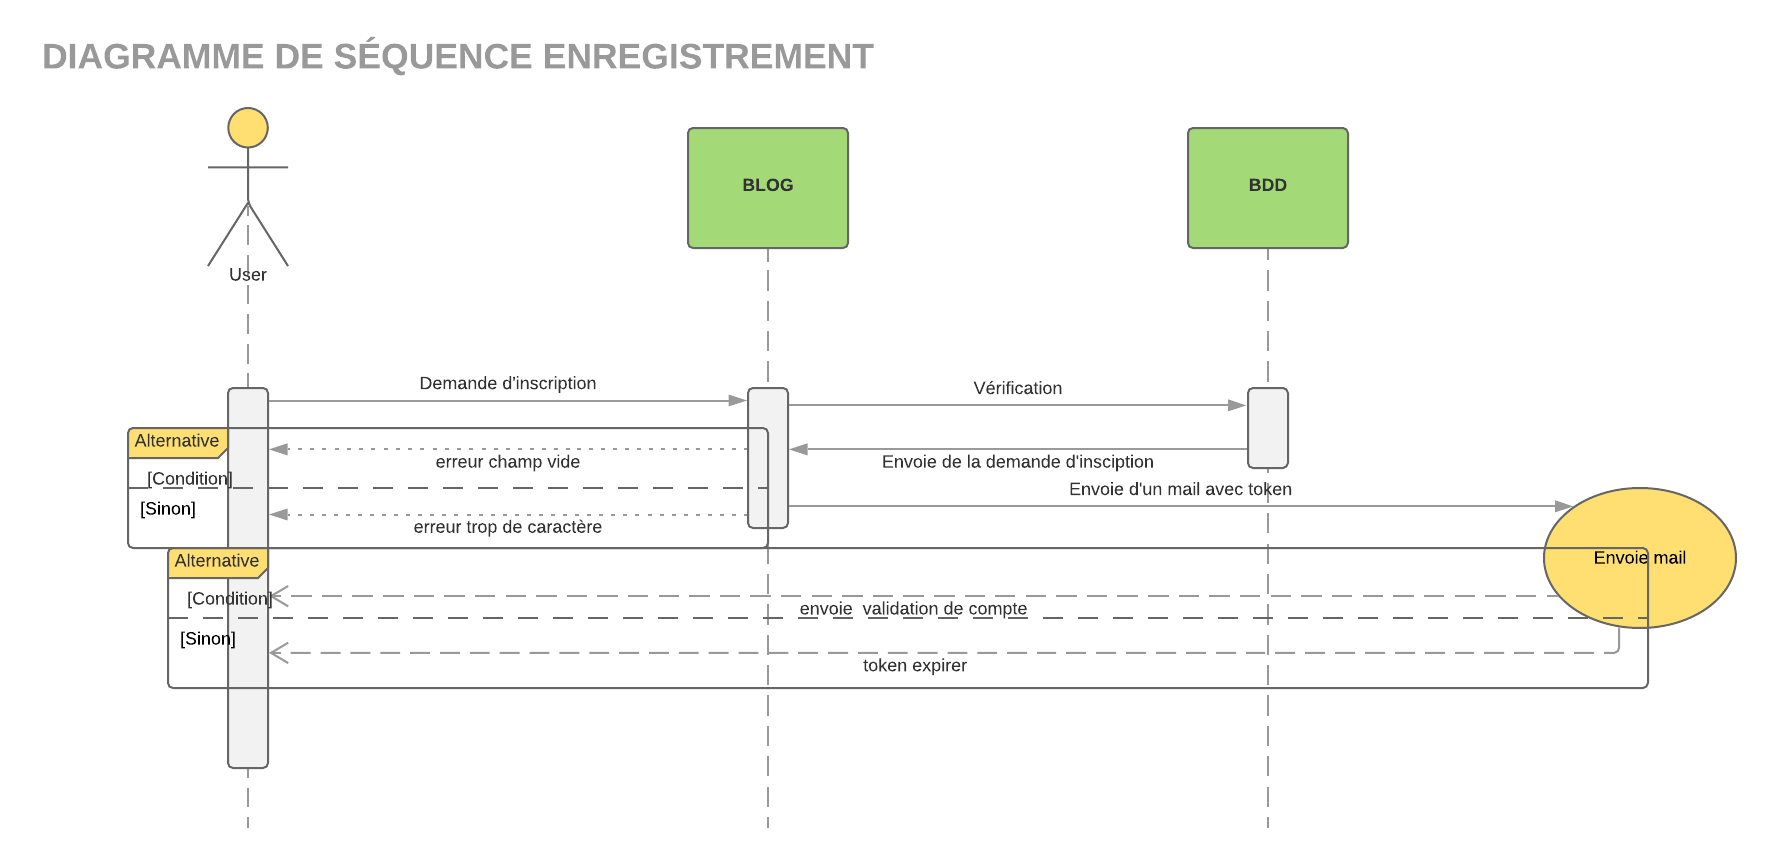 DIAGRAMME DE SÉQUENCE ENREGISTREMENT
User
BLOG
BDD
Demande d'inscription
Vérification
Alternative
erreur champ vide
Envoie de la demande d'insciption
[Condition]
Envoie d'un mail avec token
[Sinon]
erreur trop de caractère
Envoie mail
Alternative
[Condition]
envoie  validation de compte
[Sinon]
token expirer